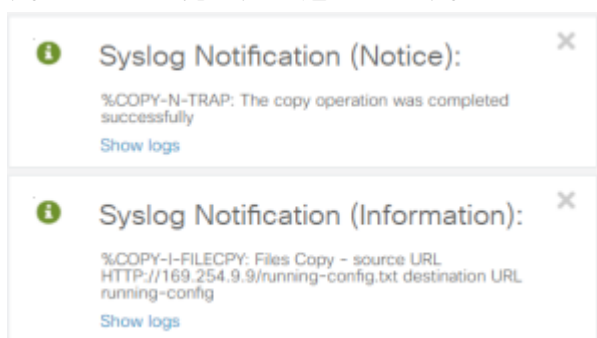 Syslog Notification (Notice):
%COPY-N-TRAP: The copy operation was completed
successfully
Show logs
Syslog Notification (Information):
%COPY-I-FILECPY: Files Copy - source URL
HTTP://169.254.9.9/running-config.txt destination URL
running-config
Show logs